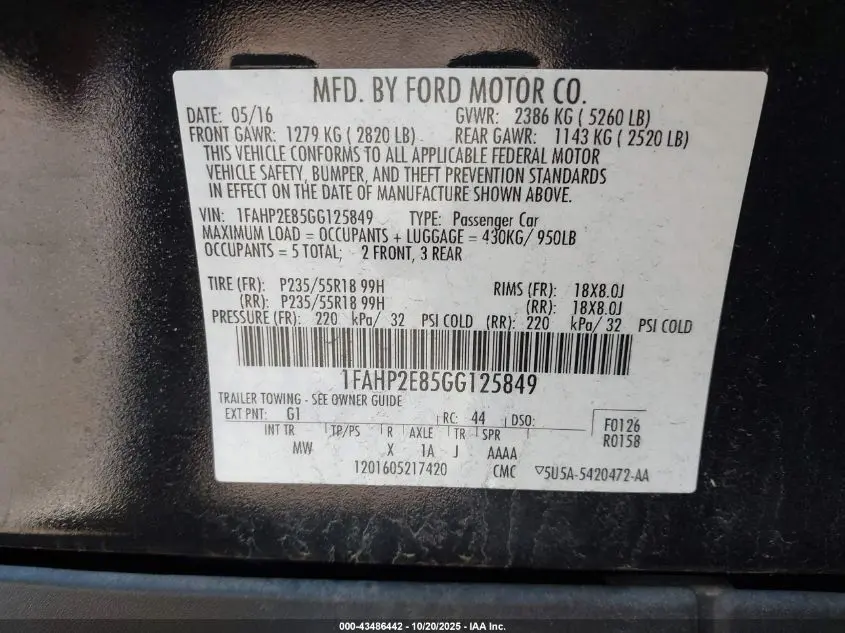 MFD. BY FORD MOTOR CO.
DATE: 05/16 GVWR: 2386 KG ( 5260 LB)
FRONT GAWR: 1279 KG ( 2820 LB) REAR GAWR: 1143 KG ( 2520 LB)
THIS VEHICLE CONFORMS TO ALL APPLICABLE FEDERAL MOTOR
VEHICLE SAFETY, BUMPER, AND THEFT PREVENTION STANDARDS
IN EFFECT ON THE DATE OF MANUFACTURE SHOWN ABOVE.
VIN: 1FAHP2E85GG125849 TYPE: Passenger Car
MAXIMUM LOAD = OCCUPANTS + LUGGAGE = 430KG/ 950LB
OCCUPANTS = 5 TOTAL; 2 FRONT, 3 REAR
TIRE (FR): P235/55R18 99H RIMS (FR): 18X8.0J
(RR): P235/55R18 99H (RR): 18X8.0J
PRESSURE (FR): 220 kPa/ 32 PSI COLD (RR): 220 kPa/ 32 PSI COLD
1FAHP2E85GG125849
TRAILER TOWING - SEE OWNER GUIDE
EXT PNT: G1 RC: 44 DSO: F0126
INT TR TP/PS R AXLE TR SPR R0158
MW X 1A J AAAA
1201605217420 CMC ▽5U5A-5420472-AA
000-43486442 - 10/20/2025 - IAA Inc.